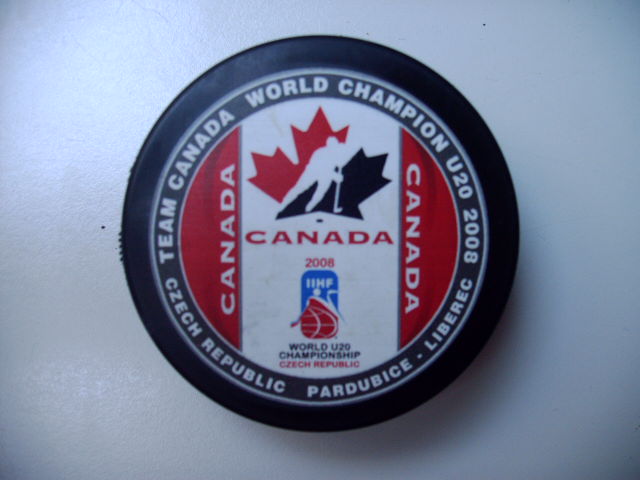 TEAM CANADA WORLD CHAMPION U20 2008
CANADA
CANADA
CANADA
2008
IIHF
WORLD U20
CHAMPIONSHIP
CZECH REPUBLIC
CZECH REPUBLIC PARDUBICE - LIBEREC